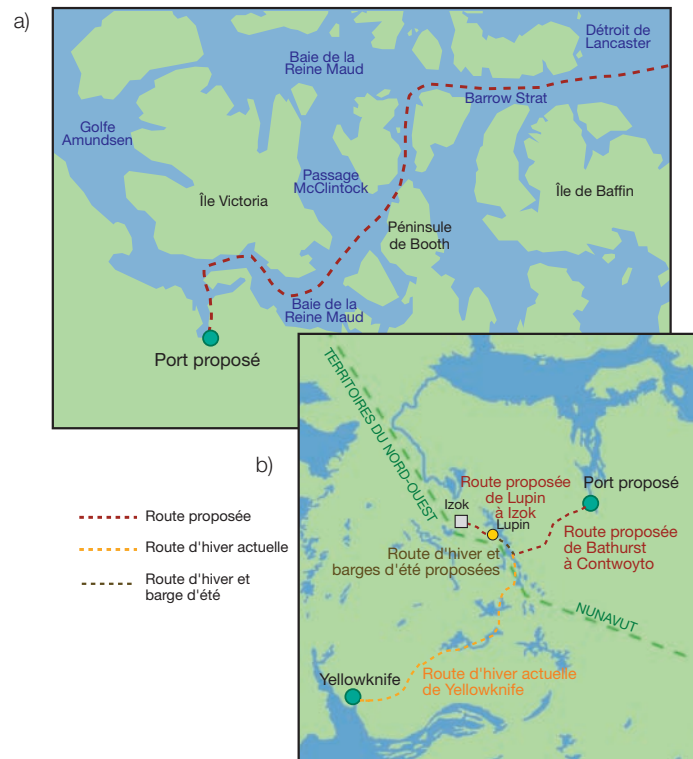 a)
Détroit de
Lancaster
Baie de la
Reine Maud
Barrow Strat
Golfe
Amundsen
Passage
McClintock
Île Victoria
Île de Baffin
Péninsule
de Booth
Baie de la
Reine Maud
Port proposé
b)
TERRITOIRES DU NORD-OUEST
Port proposé
Route proposée
de Lupin
à Izok
Izok
Lupin
Route proposée
de Bathurst
à Contwoyto
Route d'hiver et
barges d'été proposées
NUNAVUT
Route d'hiver actuelle
de Yellowknife
Yellowknife
Route proposée
Route d'hiver actuelle
Route d'hiver et
barge d'été